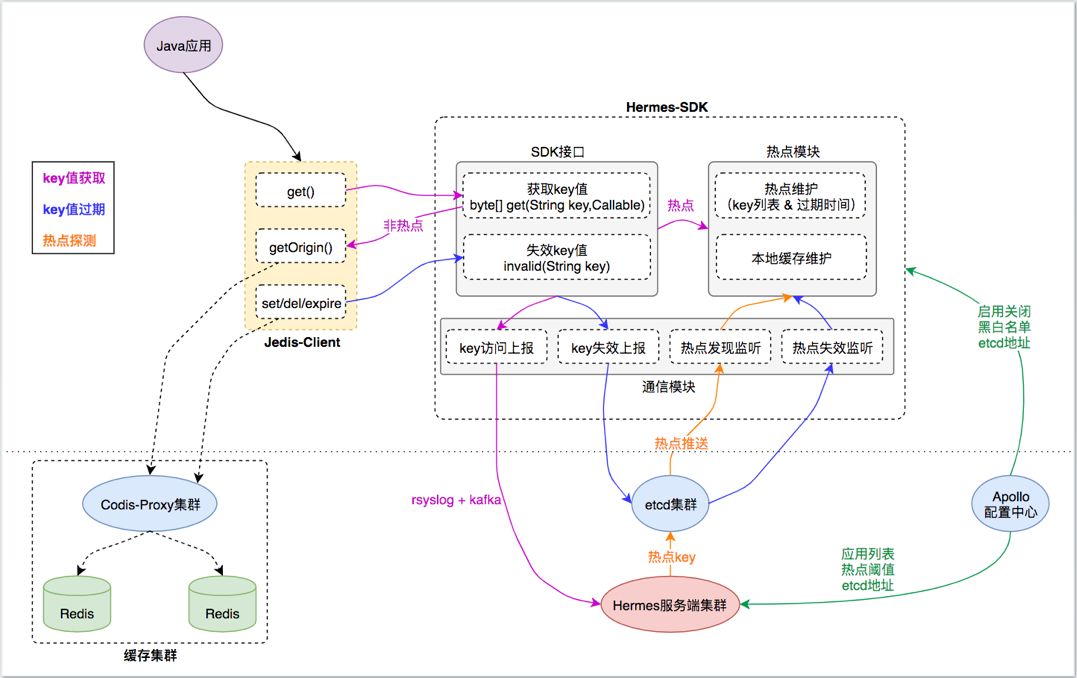 Java应用
Hermes-SDK
key值获取
key值过期
热点探测
get()
getOrigin()
set/del/expire
Jedis-Client
非热点
SDK接口
获取key值
byte[] get(String key,Callable)
失效key值
invalid(String key)
热点
热点模块
热点维护
(key列表 & 过期时间)
本地缓存维护
key访问上报
key失效上报
热点发现监听
热点失效监听
通信模块
启用关闭
黑白名单
etcd地址
热点推送
rsyslog + kafka
Codis-Proxy集群
Redis
Redis
缓存集群
etcd集群
热点key
Hermes服务端集群
Apollo
配置中心
应用列表
热点阈值
etcd地址